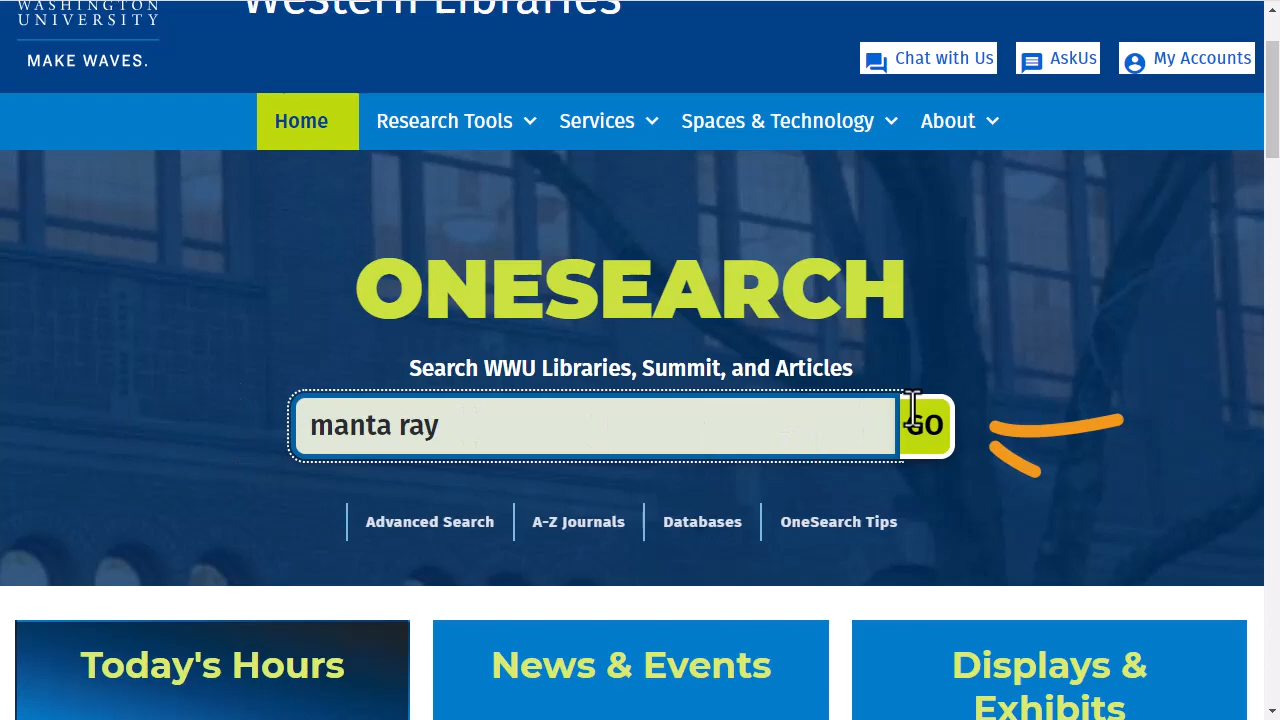 Western Libraries
WASHINGTON
UNIVERSITY
MAKE WAVES.
Chat with Us
AskUs
My Accounts
Home
Research Tools
Services
Spaces & Technology
About
ONESEARCH
Search WWU Libraries, Summit, and Articles
manta ray
GO
Advanced Search
A-Z Journals
Databases
OneSearch Tips
Today's Hours
News & Events
Displays &
Exhibits